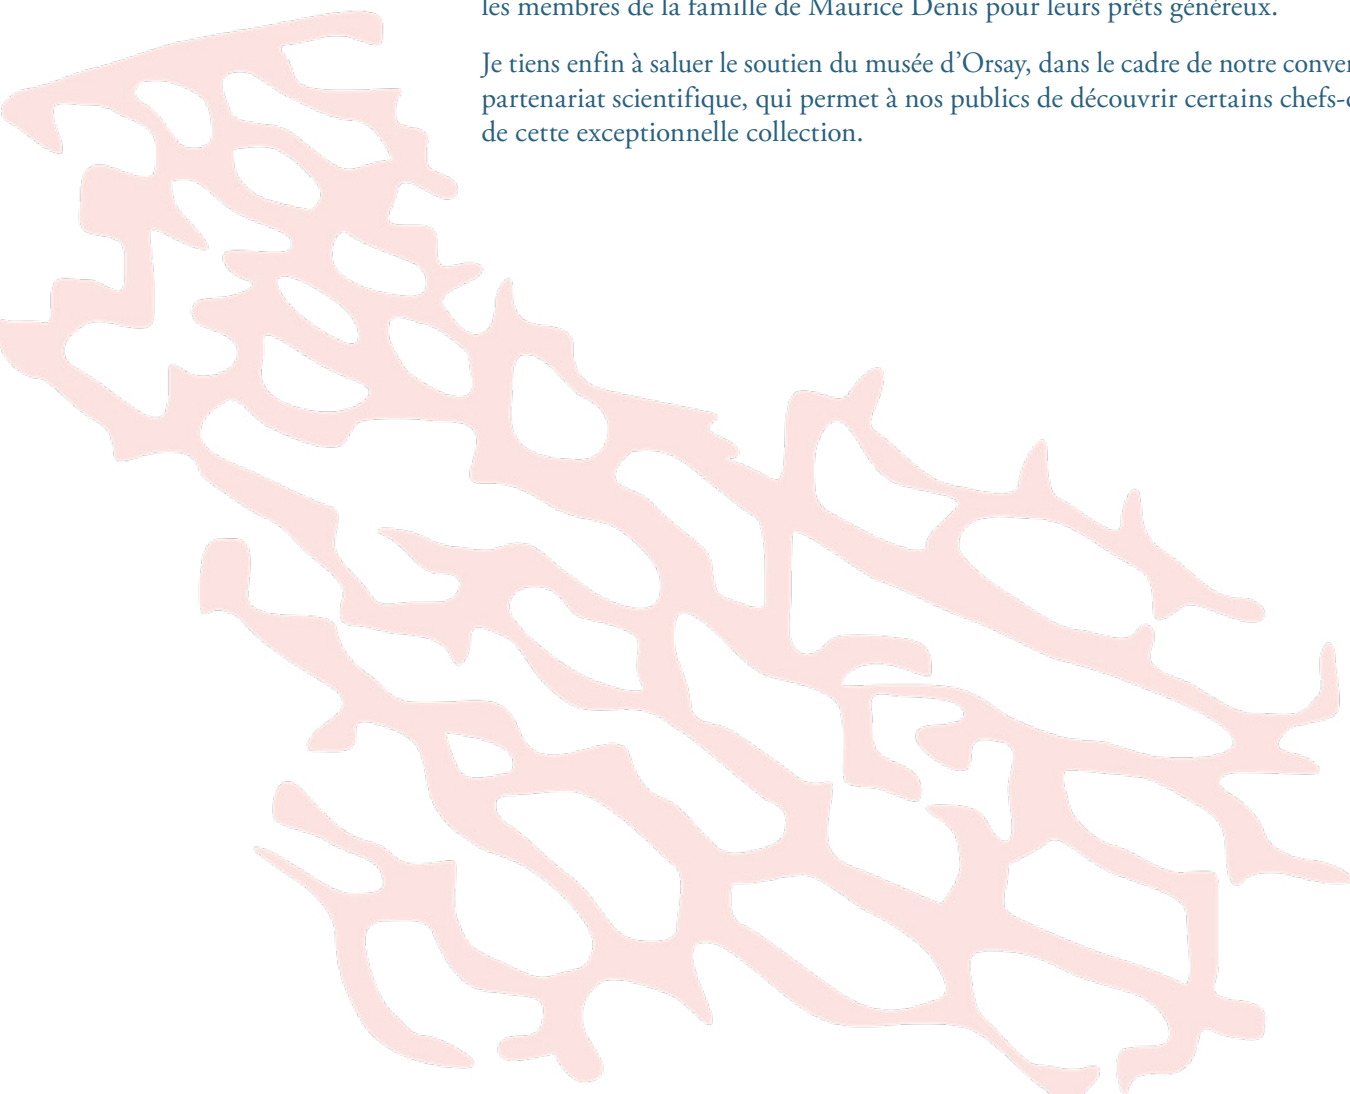 les membres de la famille de Maurice Denis pour leurs prêts généreux.
Je tiens enfin à saluer le soutien du musée d’Orsay, dans le cadre de notre
partenariat scientifique, qui permet à nos publics de découvrir certains
de cette exceptionnelle collection.